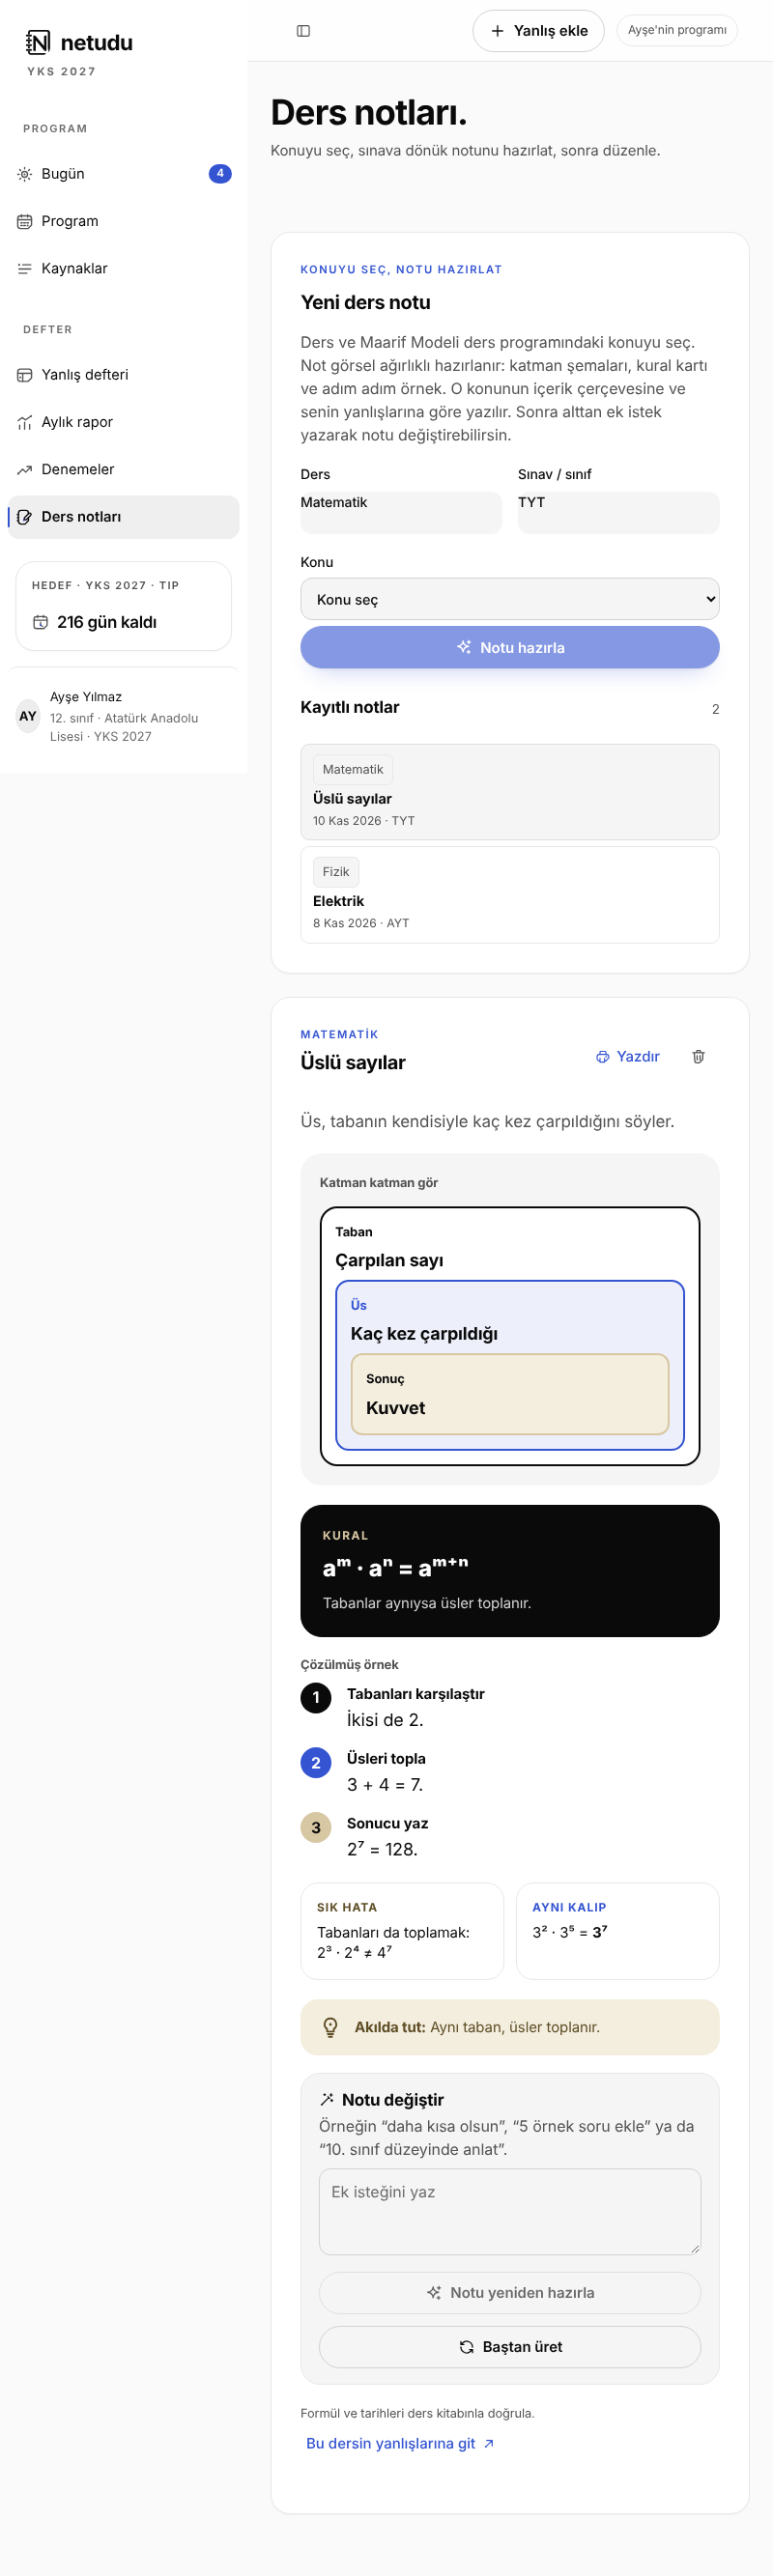 netudu
YKS 2027
PROGRAM
Bugün
4
Program
Kaynaklar
DEFTER
Yanlış defteri
Aylık rapor
Denemeler
Ders notları
HEDEF · YKS 2027 · TIP
216 gün kaldı
AY
Ayşe Yılmaz
12. sınıf · Atatürk Anadolu
Lisesi · YKS 2027
Yanlış ekle
Ayşe'nin programı
Ders notları.
Konuyu seç, sınava dönük notunu hazırlat, sonra düzenle.
KONUYU SEÇ, NOTU HAZIRLAT
Yeni ders notu
Ders ve Maarif Modeli ders programındaki konuyu seç.
Not görsel ağırlıklı hazırlanır: katman şemaları, kural kartı
ve adım adım örnek. O konunun içerik çerçevesine ve
senin yanlışlarına göre yazılır. Sonra alttan ek istek
yazarak notu değiştirebilirsin.
Ders
Sınav / sınıf
Matematik
TYT
Konu
Konu seç
Notu hazırla
Kayıtlı notlar
2
Matematik
Üslü sayılar
10 Kas 2026 · TYT
Fizik
Elektrik
8 Kas 2026 · AYT
MATEMATİK
Üslü sayılar
Yazdır
Üs, tabanın kendisiyle kaç kez çarpıldığını söyler.
Katman katman gör
Taban
Çarpılan sayı
Üs
Kaç kez çarpıldığı
Sonuç
Kuvvet
KURAL
aᵐ · aⁿ = aᵐ⁺ⁿ
Tabanlar aynıysa üsler toplanır.
Çözülmüş örnek
1
Tabanları karşılaştır
İkisi de 2.
2
Üsleri topla
3 + 4 = 7.
3
Sonucu yaz
2⁷ = 128.
SIK HATA
Tabanları da toplamak:
2³ · 2⁴ ≠ 4⁷
AYNI KALIP
3² · 3⁵ = 3⁷
Akılda tut: Aynı taban, üsler toplanır.
Notu değiştir
Örneğin “daha kısa olsun”, “5 örnek soru ekle” ya da
“10. sınıf düzeyinde anlat”.
Ek isteğini yaz
Notu yeniden hazırla
Baştan üret
Formül ve tarihleri ders kitabınla doğrula.
Bu dersin yanlışlarına git